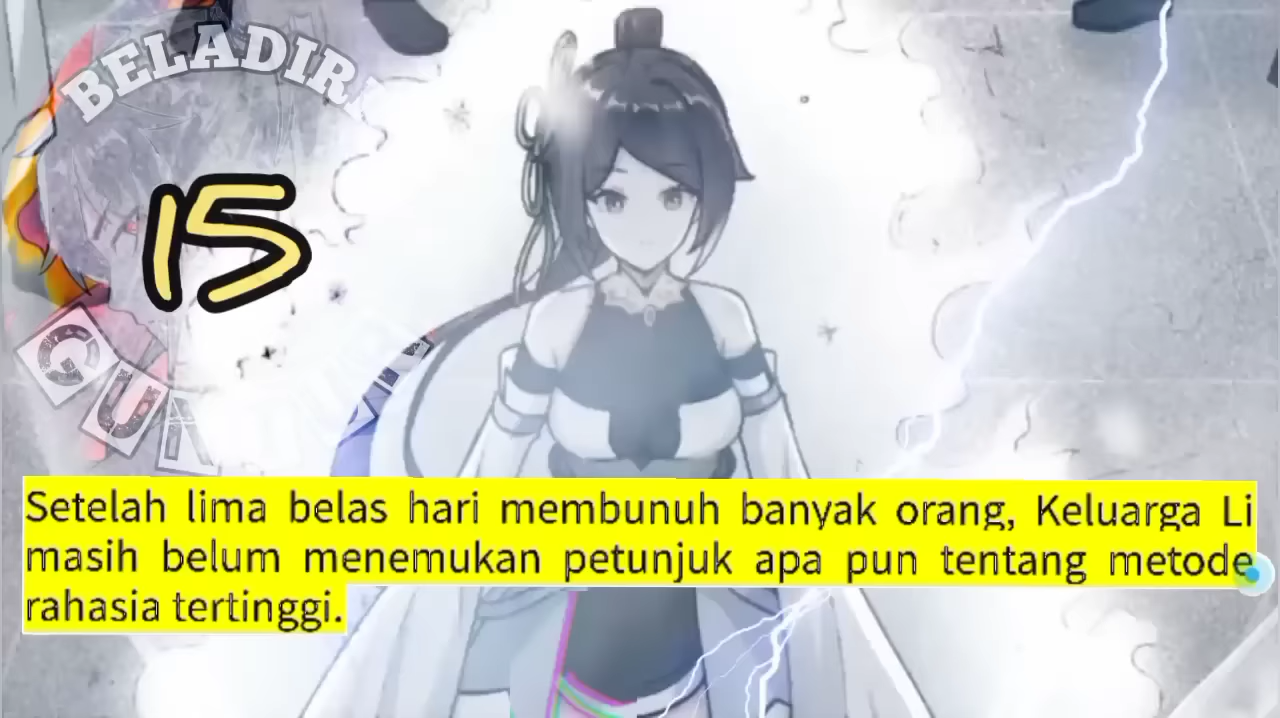 BELADIRI
15
GU
Setelah lima belas hari membunuh banyak orang, Keluarga Li
masih belum menemukan petunjuk apa pun tentang metode
rahasia tertinggi.